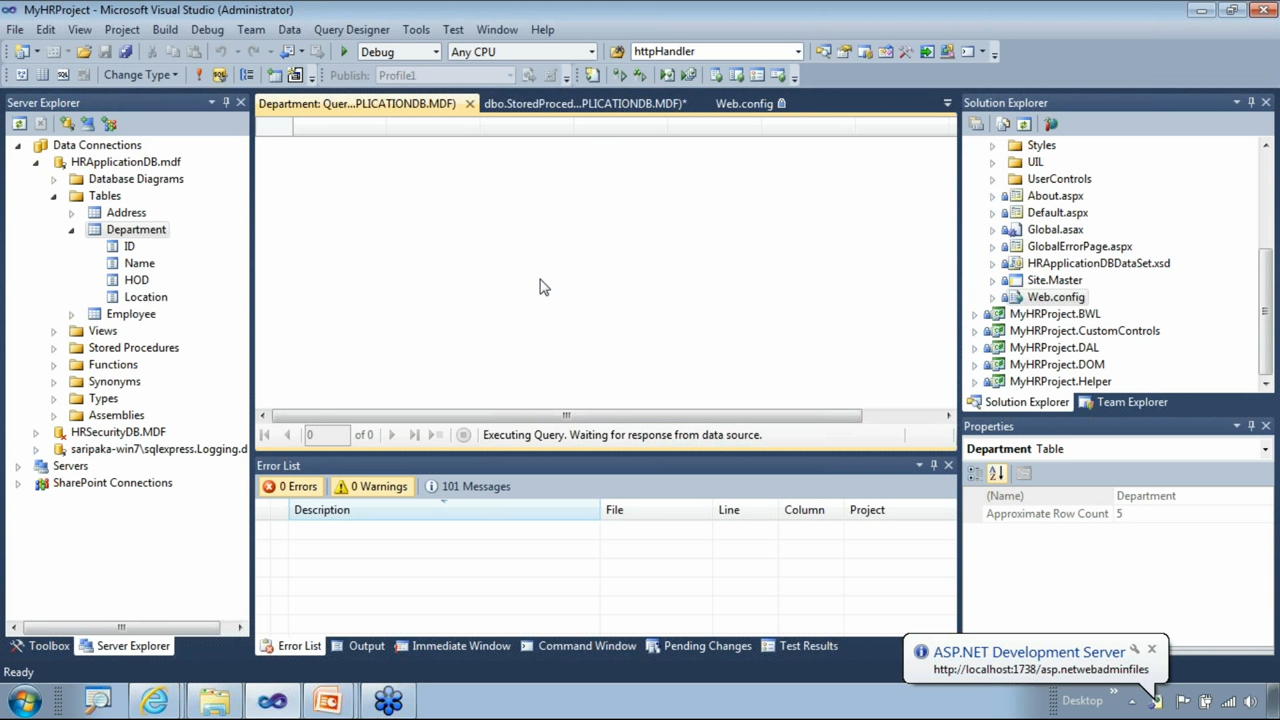 MyHRProject - Microsoft Visual Studio (Administrator)
File Edit View Project Build Debug Team Data Query Designer Tools Test Window Help
Debug Any CPU httpHandler
Change Type Publish: Profile1
Server Explorer
Data Connections
HRApplicationDB.mdf
Database Diagrams
Tables
Address
Department
ID
Name
HOD
Location
Employee
Views
Stored Procedures
Functions
Synonyms
Types
Assemblies
HRSecurityDB.MDF
saripaka-win7\sqlexpress.Logging.d
Servers
SharePoint Connections
Toolbox Server Explorer
Department: Quer...PLICATIONDB.MDF) dbo.StoredProced...PLICATIONDB.MDF)* Web.config
0 of 0 Executing Query. Waiting for response from data source.
Error List
0 Errors 0 Warnings 101 Messages
Description File Line Column Project
Error List Output Immediate Window Command Window Pending Changes Test Results
Solution Explorer
Styles
UIL
UserControls
About.aspx
Default.aspx
Global.asax
GlobalErrorPage.aspx
HRApplicationDBDataSet.xsd
Site.Master
Web.config
MyHRProject.BWL
MyHRProject.CustomControls
MyHRProject.DAL
MyHRProject.DOM
MyHRProject.Helper
Solution Explorer Team Explorer
Properties
Department Table
(Name) Department
Approximate Row Count 5
ASP.NET Development Server
http://localhost:1738/asp.netwebadminfiles
Ready
Desktop